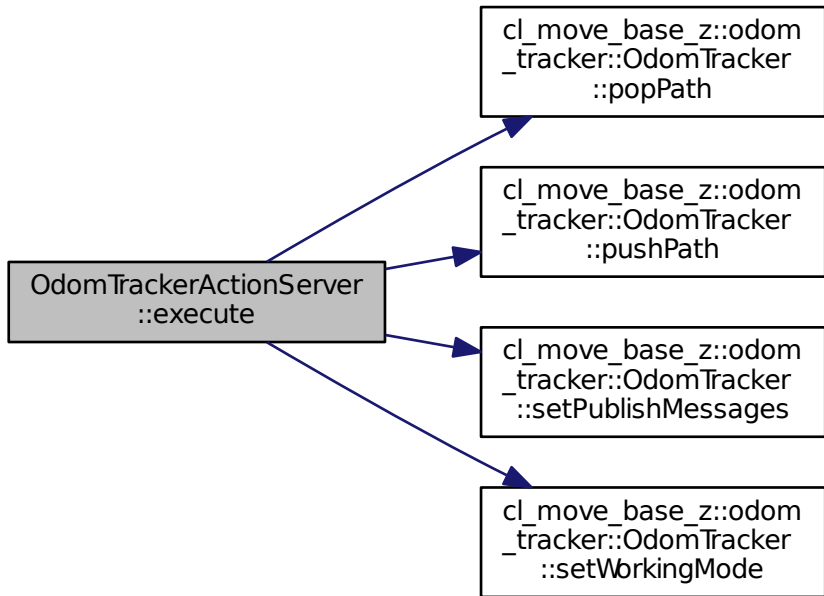 OdomTrackerActionServer
::execute
cl_move_base_z::odom
_tracker::OdomTracker
::popPath
cl_move_base_z::odom
_tracker::OdomTracker
::pushPath
cl_move_base_z::odom
_tracker::OdomTracker
::setPublishMessages
cl_move_base_z::odom
_tracker::OdomTracker
::setWorkingMode